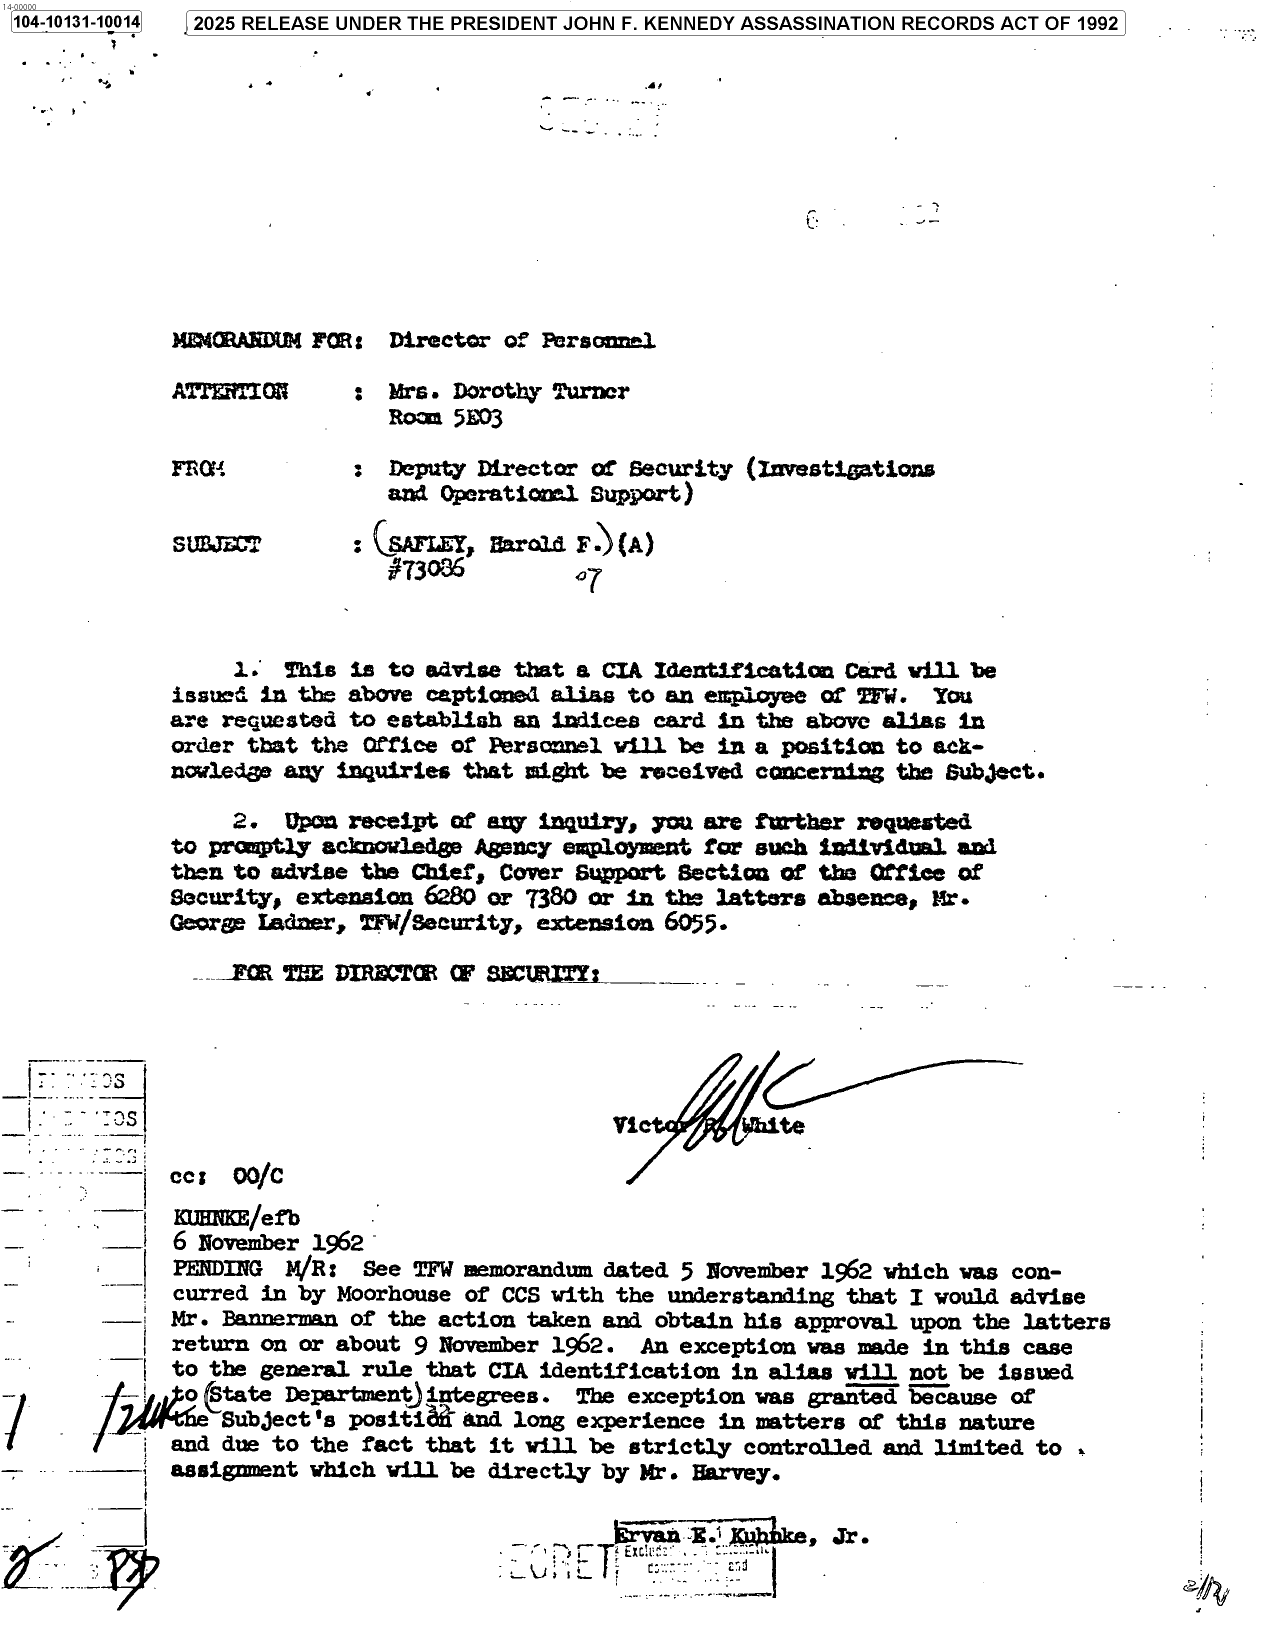 14-00000
104-10131-10014
2025 RELEASE UNDER THE PRESIDENT JOHN F. KENNEDY ASSASSINATION RECORDS ACT OF 1992
SECRET
MEMORANDUM FOR: Director of Personnel
ATTENTION : Mrs. Dorothy Turner
Room 5E03
FROM : Deputy Director of Security (Investigations
and Operational Support)
SUBJECT : (SAFLEY, Harold F.) (A)
#73086
07
1. This is to advise that a CIA Identification Card will be
issued in the above captioned alias to an employee of TFW. You
are requested to establish an indices card in the above alias in
order that the Office of Personnel will be in a position to ack-
nowledge any inquiries that might be received concerning the Subject.
2. Upon receipt of any inquiry, you are further requested
to promptly acknowledge Agency employment for such individual and
then to advise the Chief, Cover Support Section of the Office of
Security, extension 6280 or 7380 or in the latters absence, Mr.
George Ladner, TFW/Security, extension 6055.
FOR THE DIRECTOR OF SECURITY:
Victor R. White
cc: OO/C
KUHNKE/efb
6 November 1962
PENDING M/R: See TFW memorandum dated 5 November 1962 which was con-
curred in by Moorhouse of CCS with the understanding that I would advise
Mr. Bannerman of the action taken and obtain his approval upon the latters
return on or about 9 November 1962. An exception was made in this case
to the general rule that CIA identification in alias will not be issued
to (State Department) integrees. The exception was granted because of
the Subject's position and long experience in matters of this nature
and due to the fact that it will be strictly controlled and limited to
assignment which will be directly by Mr. Harvey.
Ervan E. Kuhnke, Jr.
SECRET